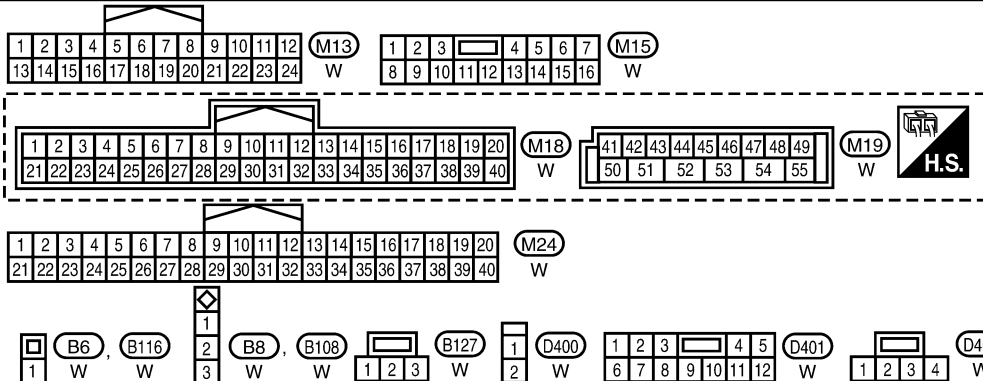 1 2 3 4 5 6 7 8 9 10 11 12 M13
13 14 15 16 17 18 19 20 21 22 23 24 W
1 2 3 4 5 6 7 M15
8 9 10 11 12 13 14 15 16 W
1 2 3 4 5 6 7 8 9 10 11 12 13 14 15 16 17 18 19 20 M18
21 22 23 24 25 26 27 28 29 30 31 32 33 34 35 36 37 38 39 40 W
41 42 43 44 45 46 47 48 49 M19
50 51 52 53 54 55 W
H.S.
1 2 3 4 5 6 7 8 9 10 11 12 13 14 15 16 17 18 19 20 M24
21 22 23 24 25 26 27 28 29 30 31 32 33 34 35 36 37 38 39 40 W
1 B6 , B116
W W
1 2 3 B8 , B108
W W
1 2 3 B127
W
1 2 D400
W
1 2 3 4 5 D401
6 7 8 9 10 11 12 W
1 2 3 4